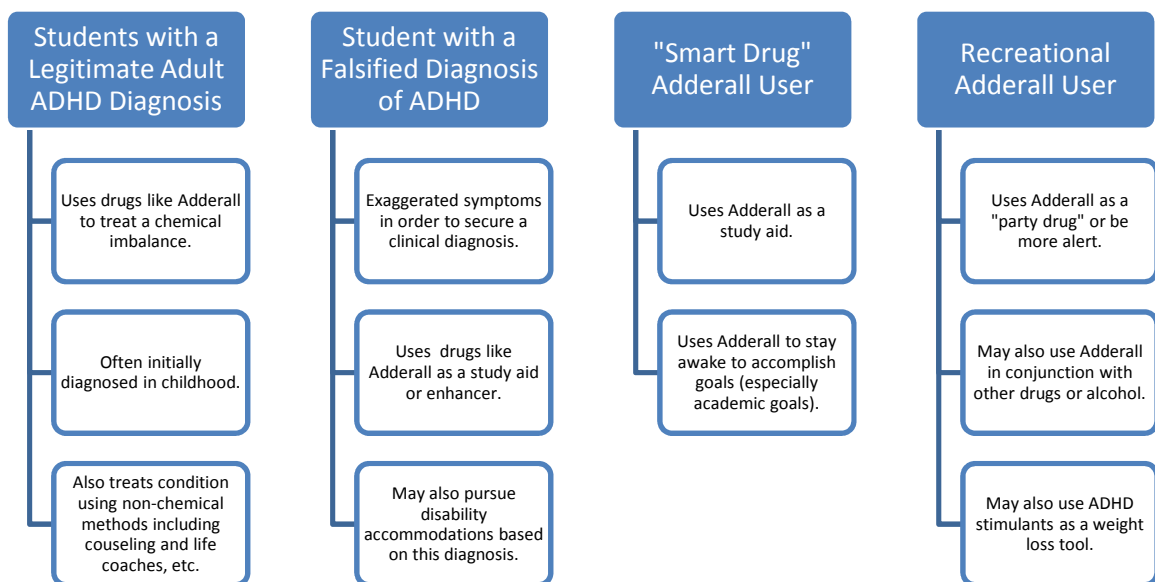 Students with a
Legitimate Adult
ADHD Diagnosis
Uses drugs like Adderall
to treat a chemical
imbalance.
Often initially
diagnosed in childhood.
Also treats condition
using non-chemical
methods including
couseling and life
coaches, etc.
Student with a
Falsified Diagnosis
of ADHD
Exaggerated symptoms
in order to secure a
clinical diagnosis.
Uses drugs like
Adderall as a study aid
or enhancer.
May also pursue
disability
accommodations based
on this diagnosis.
"Smart Drug"
Adderall User
Uses Adderall as a
study aid.
Uses Adderall to stay
awake to accomplish
goals (especially
academic goals).
Recreational
Adderall User
Uses Adderall as a
"party drug" or be
more alert.
May also use Adderall
in conjunction with
other drugs or alcohol.
May also use ADHD
stimulants as a weight
loss tool.